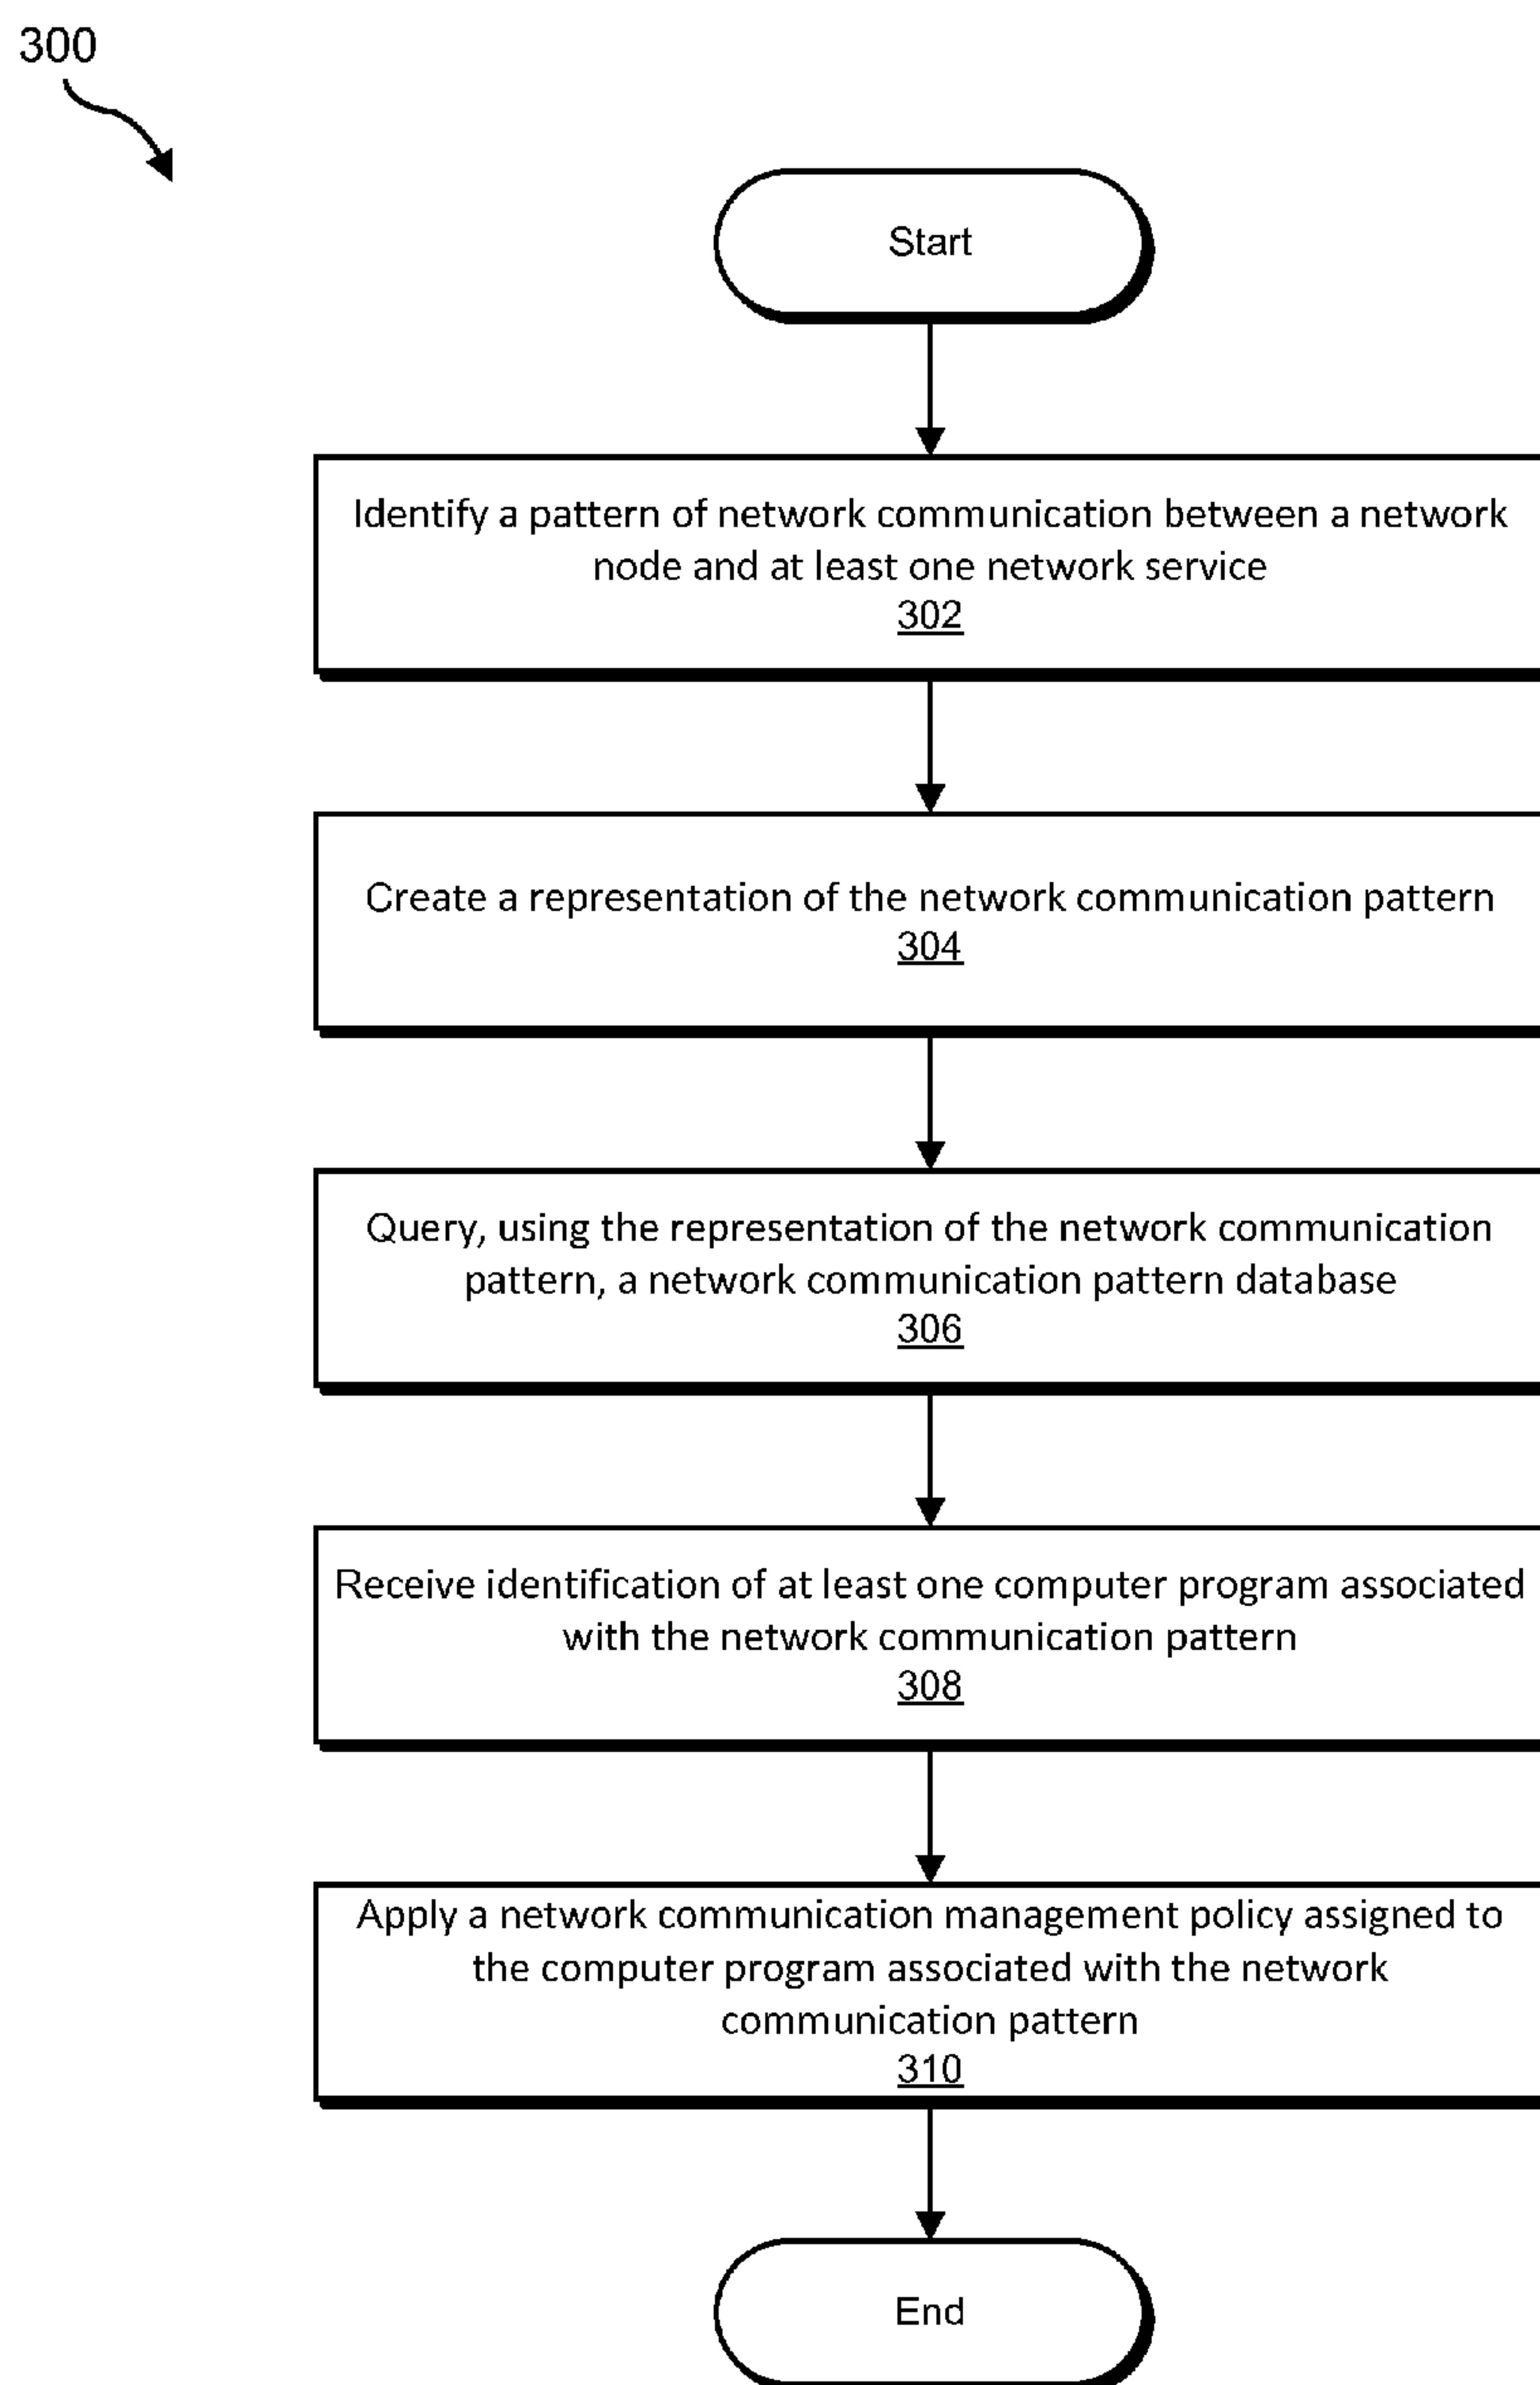 300
Start
Identify a pattern of network communication between a network
node and at least one network service
302
Create a representation of the network communication pattern
304
Query, using the representation of the network communication
pattern, a network communication pattern database
306
Receive identification of at least one computer program associated
with the network communication pattern
308
Apply a network communication management policy assigned to
the computer program associated with the network
communication pattern
310
End